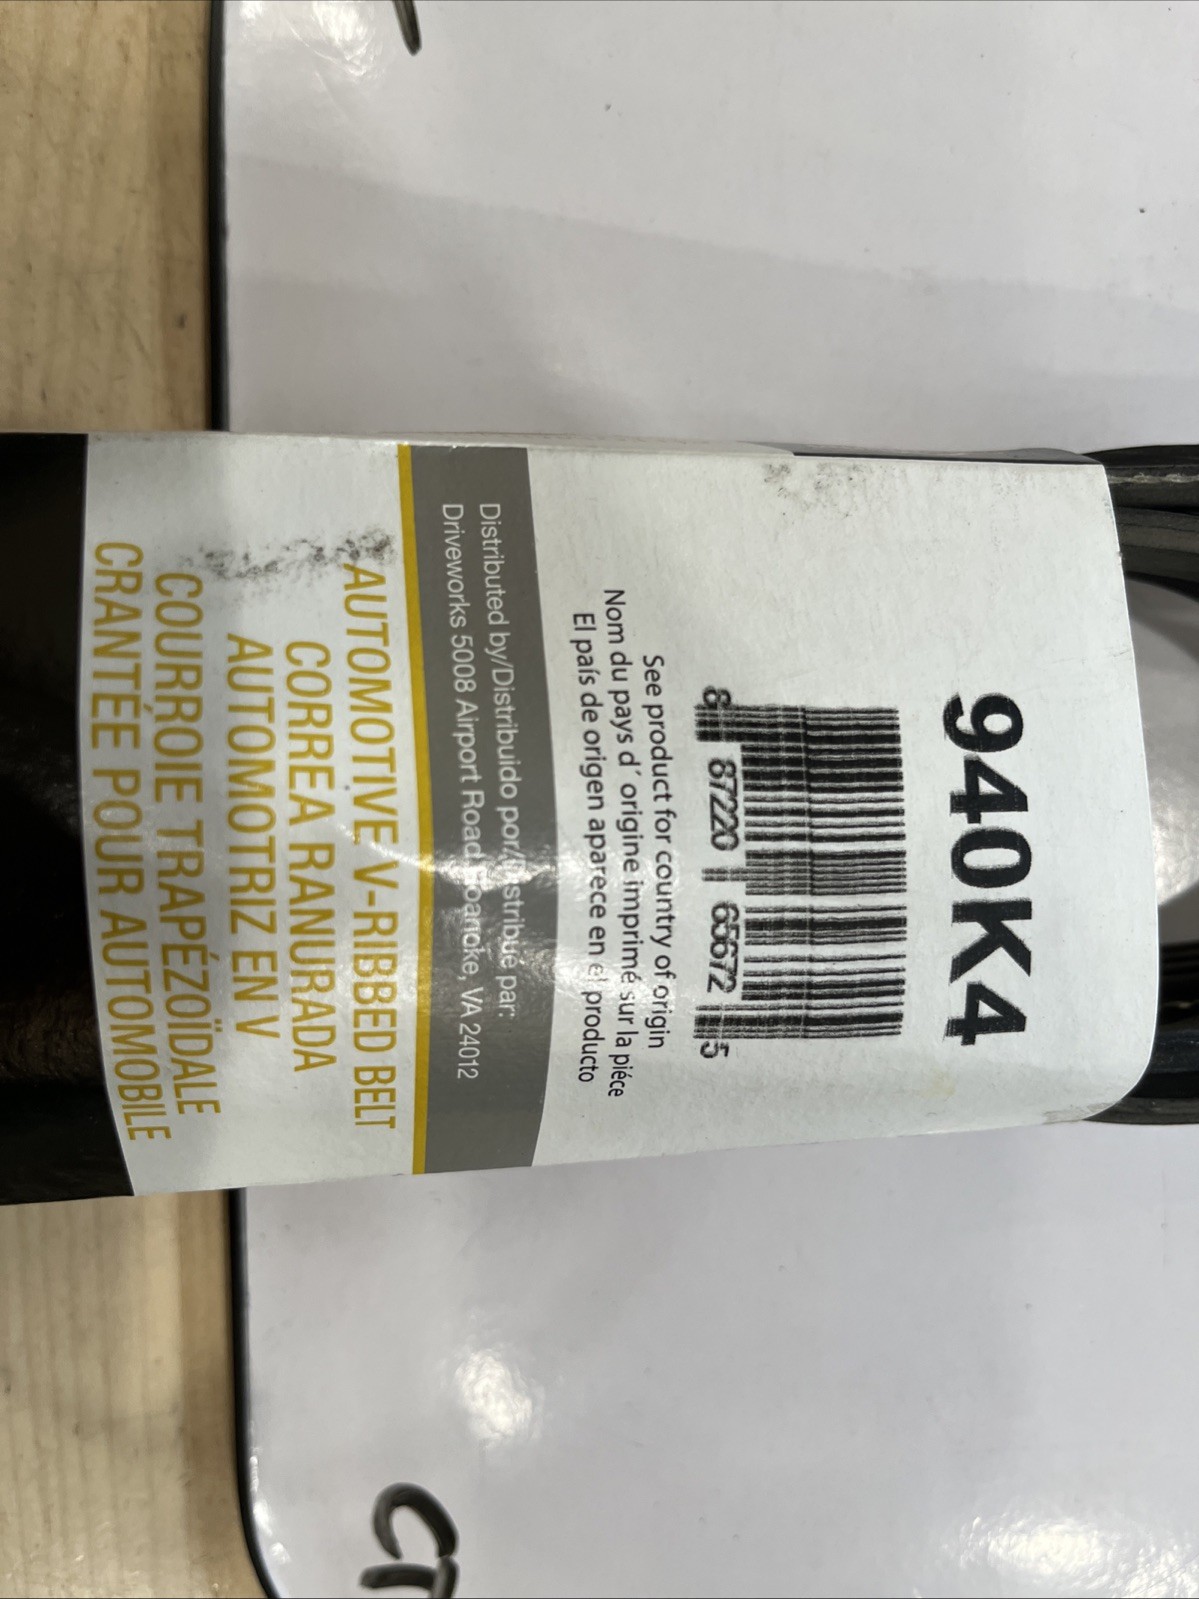 940K4
8 87220 65672 5
See product for country of origin
Nom du pays d´ origine imprimé sur la piéce
El país de origen aparece en el producto
Distributed by/Distribuido por/Distribué par:
Driveworks 5008 Airport Road, Roanoke, VA 24012
AUTOMOTIVE V-RIBBED BELT
CORREA RANURADA
AUTOMOTRIZ EN V
COURROIE TRAPÉZOÏDALE
CRANTÉE POUR AUTOMOBILE